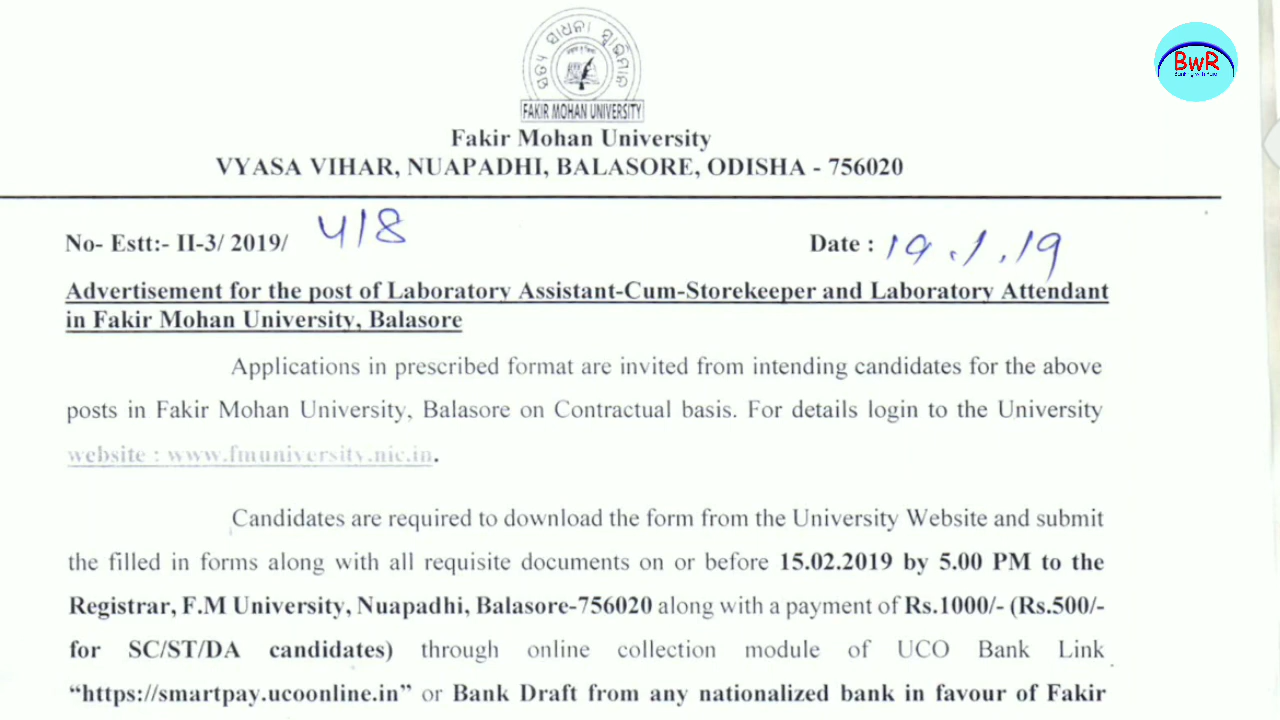 ସତ୍ୟ ସାଧନା ସ୍ୱାଭିମାନ
FAKIR MOHAN UNIVERSITY
BwR
Fakir Mohan University
VYASA VIHAR, NUAPADHI, BALASORE, ODISHA - 756020
No- Estt:- II-3/ 2019/ 418
Date : 19.1.19
Advertisement for the post of Laboratory Assistant-Cum-Storekeeper and Laboratory Attendant
in Fakir Mohan University, Balasore
Applications in prescribed format are invited from intending candidates for the above
posts in Fakir Mohan University, Balasore on Contractual basis. For details login to the University
website : www.fmuniversity.nic.in.
Candidates are required to download the form from the University Website and submit
the filled in forms along with all requisite documents on or before 15.02.2019 by 5.00 PM to the
Registrar, F.M University, Nuapadhi, Balasore-756020 along with a payment of Rs.1000/- (Rs.500/-
for SC/ST/DA candidates) through online collection module of UCO Bank Link
“https://smartpay.ucoonline.in” or Bank Draft from any nationalized bank in favour of Fakir